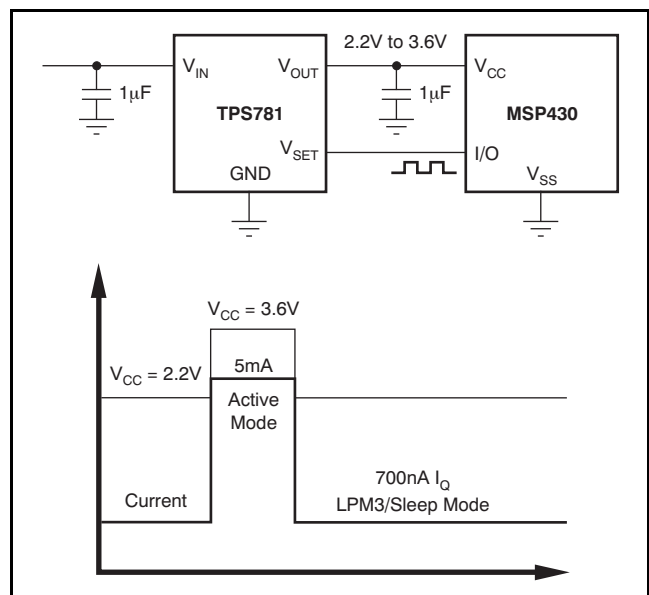 2.2V to 3.6V
V_IN
V_OUT
V_CC
1μF
TPS781
1μF
MSP430
V_SET
I/O
GND
V_SS
V_CC = 3.6V
V_CC = 2.2V
5mA
Active
Mode
700nA I_Q
Current
LPM3/Sleep Mode